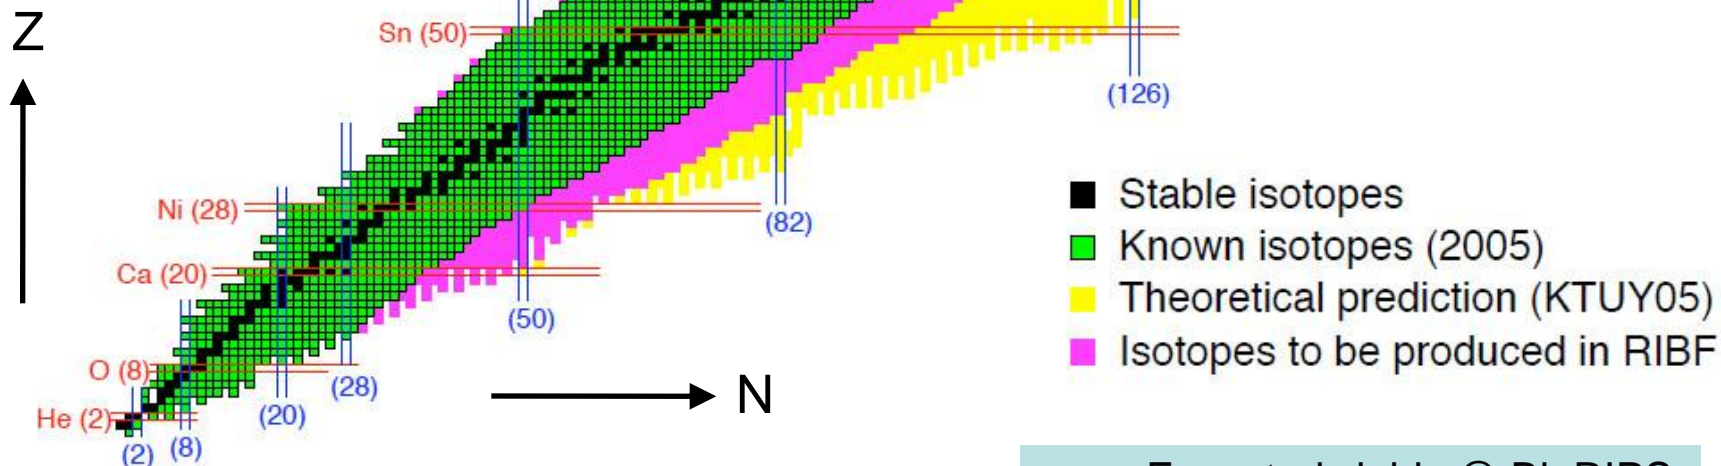 Z
Sn (50)
(126)
Ni (28)
(82)
Ca (20)
(50)
O (8)
(28)
(20)
He (2)
(2)
(8)
N
Stable isotopes
Known isotopes (2005)
Theoretical prediction (KTUY05)
Isotopes to be produced in RIBF